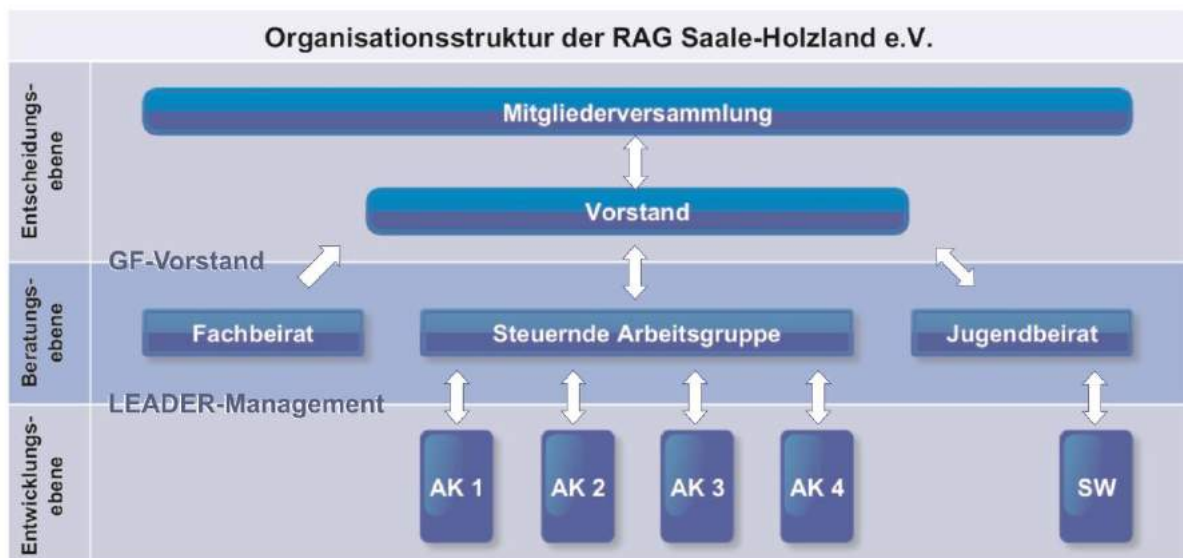 Organisationsstruktur der RAG Saale-Holzland e.V.
Entscheidungs-
ebene
Mitgliederversammlung
Vorstand
GF-Vorstand
Beratungs-
ebene
Fachbeirat
Steuernde Arbeitsgruppe
Jugendbeirat
LEADER-Management
Entwicklungs-
ebene
AK 1
AK 2
AK 3
AK 4
SW